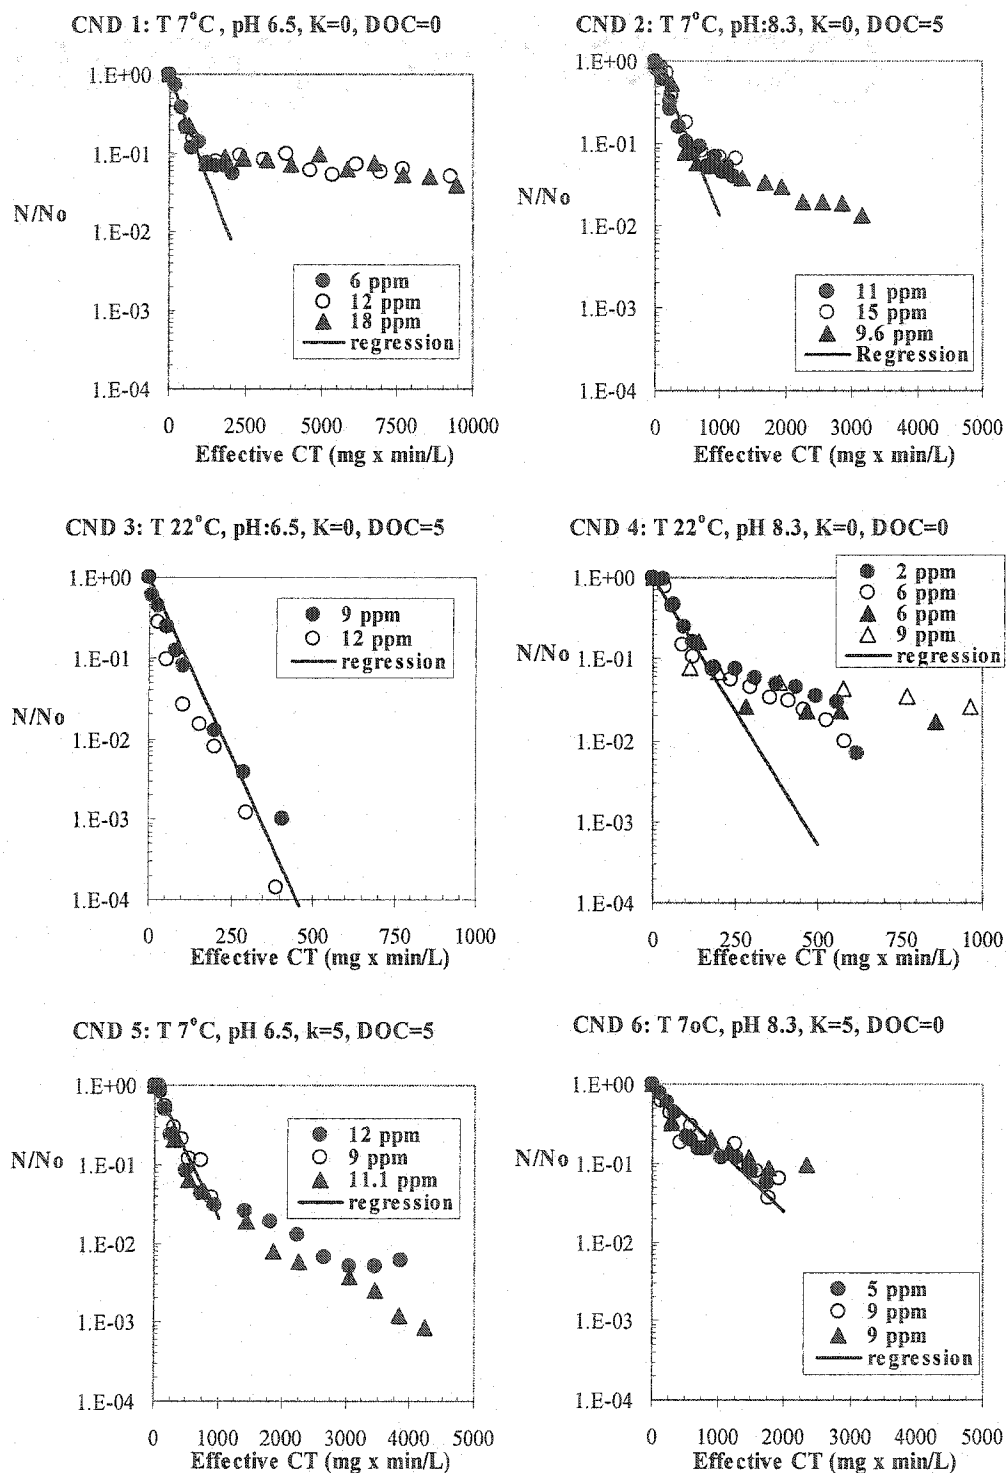 CND 1: T 7°C, pH 6.5, K=0, DOC=0
1.E+00
1.E-01
N/No
1.E-02
1.E-03
1.E-04
6 ppm
12 ppm
18 ppm
regression
0 2500 5000 7500 10000
Effective CT (mg x min/L)
CND 2: T 7°C, pH:8.3, K=0, DOC=5
1.E+00
1.E-01
1.E-02
1.E-03
1.E-04
11 ppm
15 ppm
9.6 ppm
Regression
0 1000 2000 3000 4000 5000
Effective CT (mg x min/L)
CND 3: T 22°C, pH:6.5, K=0, DOC=5
1.E+00
1.E-01
N/No
1.E-02
1.E-03
1.E-04
9 ppm
12 ppm
regression
0 250 500 750 1000
Effective CT (mg x min/L)
CND 4: T 22°C, pH 8.3, K=0, DOC=0
1.E+00
1.E-01
N/No
1.E-02
1.E-03
1.E-04
2 ppm
6 ppm
6 ppm
9 ppm
regression
0 250 500 750 1000
Effective CT (mg x min/L)
CND 5: T 7°C, pH 6.5, k=5, DOC=5
1.E+00
N/No
1.E-01
1.E-02
1.E-03
1.E-04
12 ppm
9 ppm
11.1 ppm
regression
0 1000 2000 3000 4000 5000
Effective CT (mg x min/L)
CND 6: T 7oC, pH 8.3, K=5, DOC=0
1.E+00
N/No
1.E-01
1.E-02
1.E-03
1.E-04
5 ppm
9 ppm
9 ppm
regression
0 1000 2000 3000 4000 5000
Effective CT (mg x min/L)